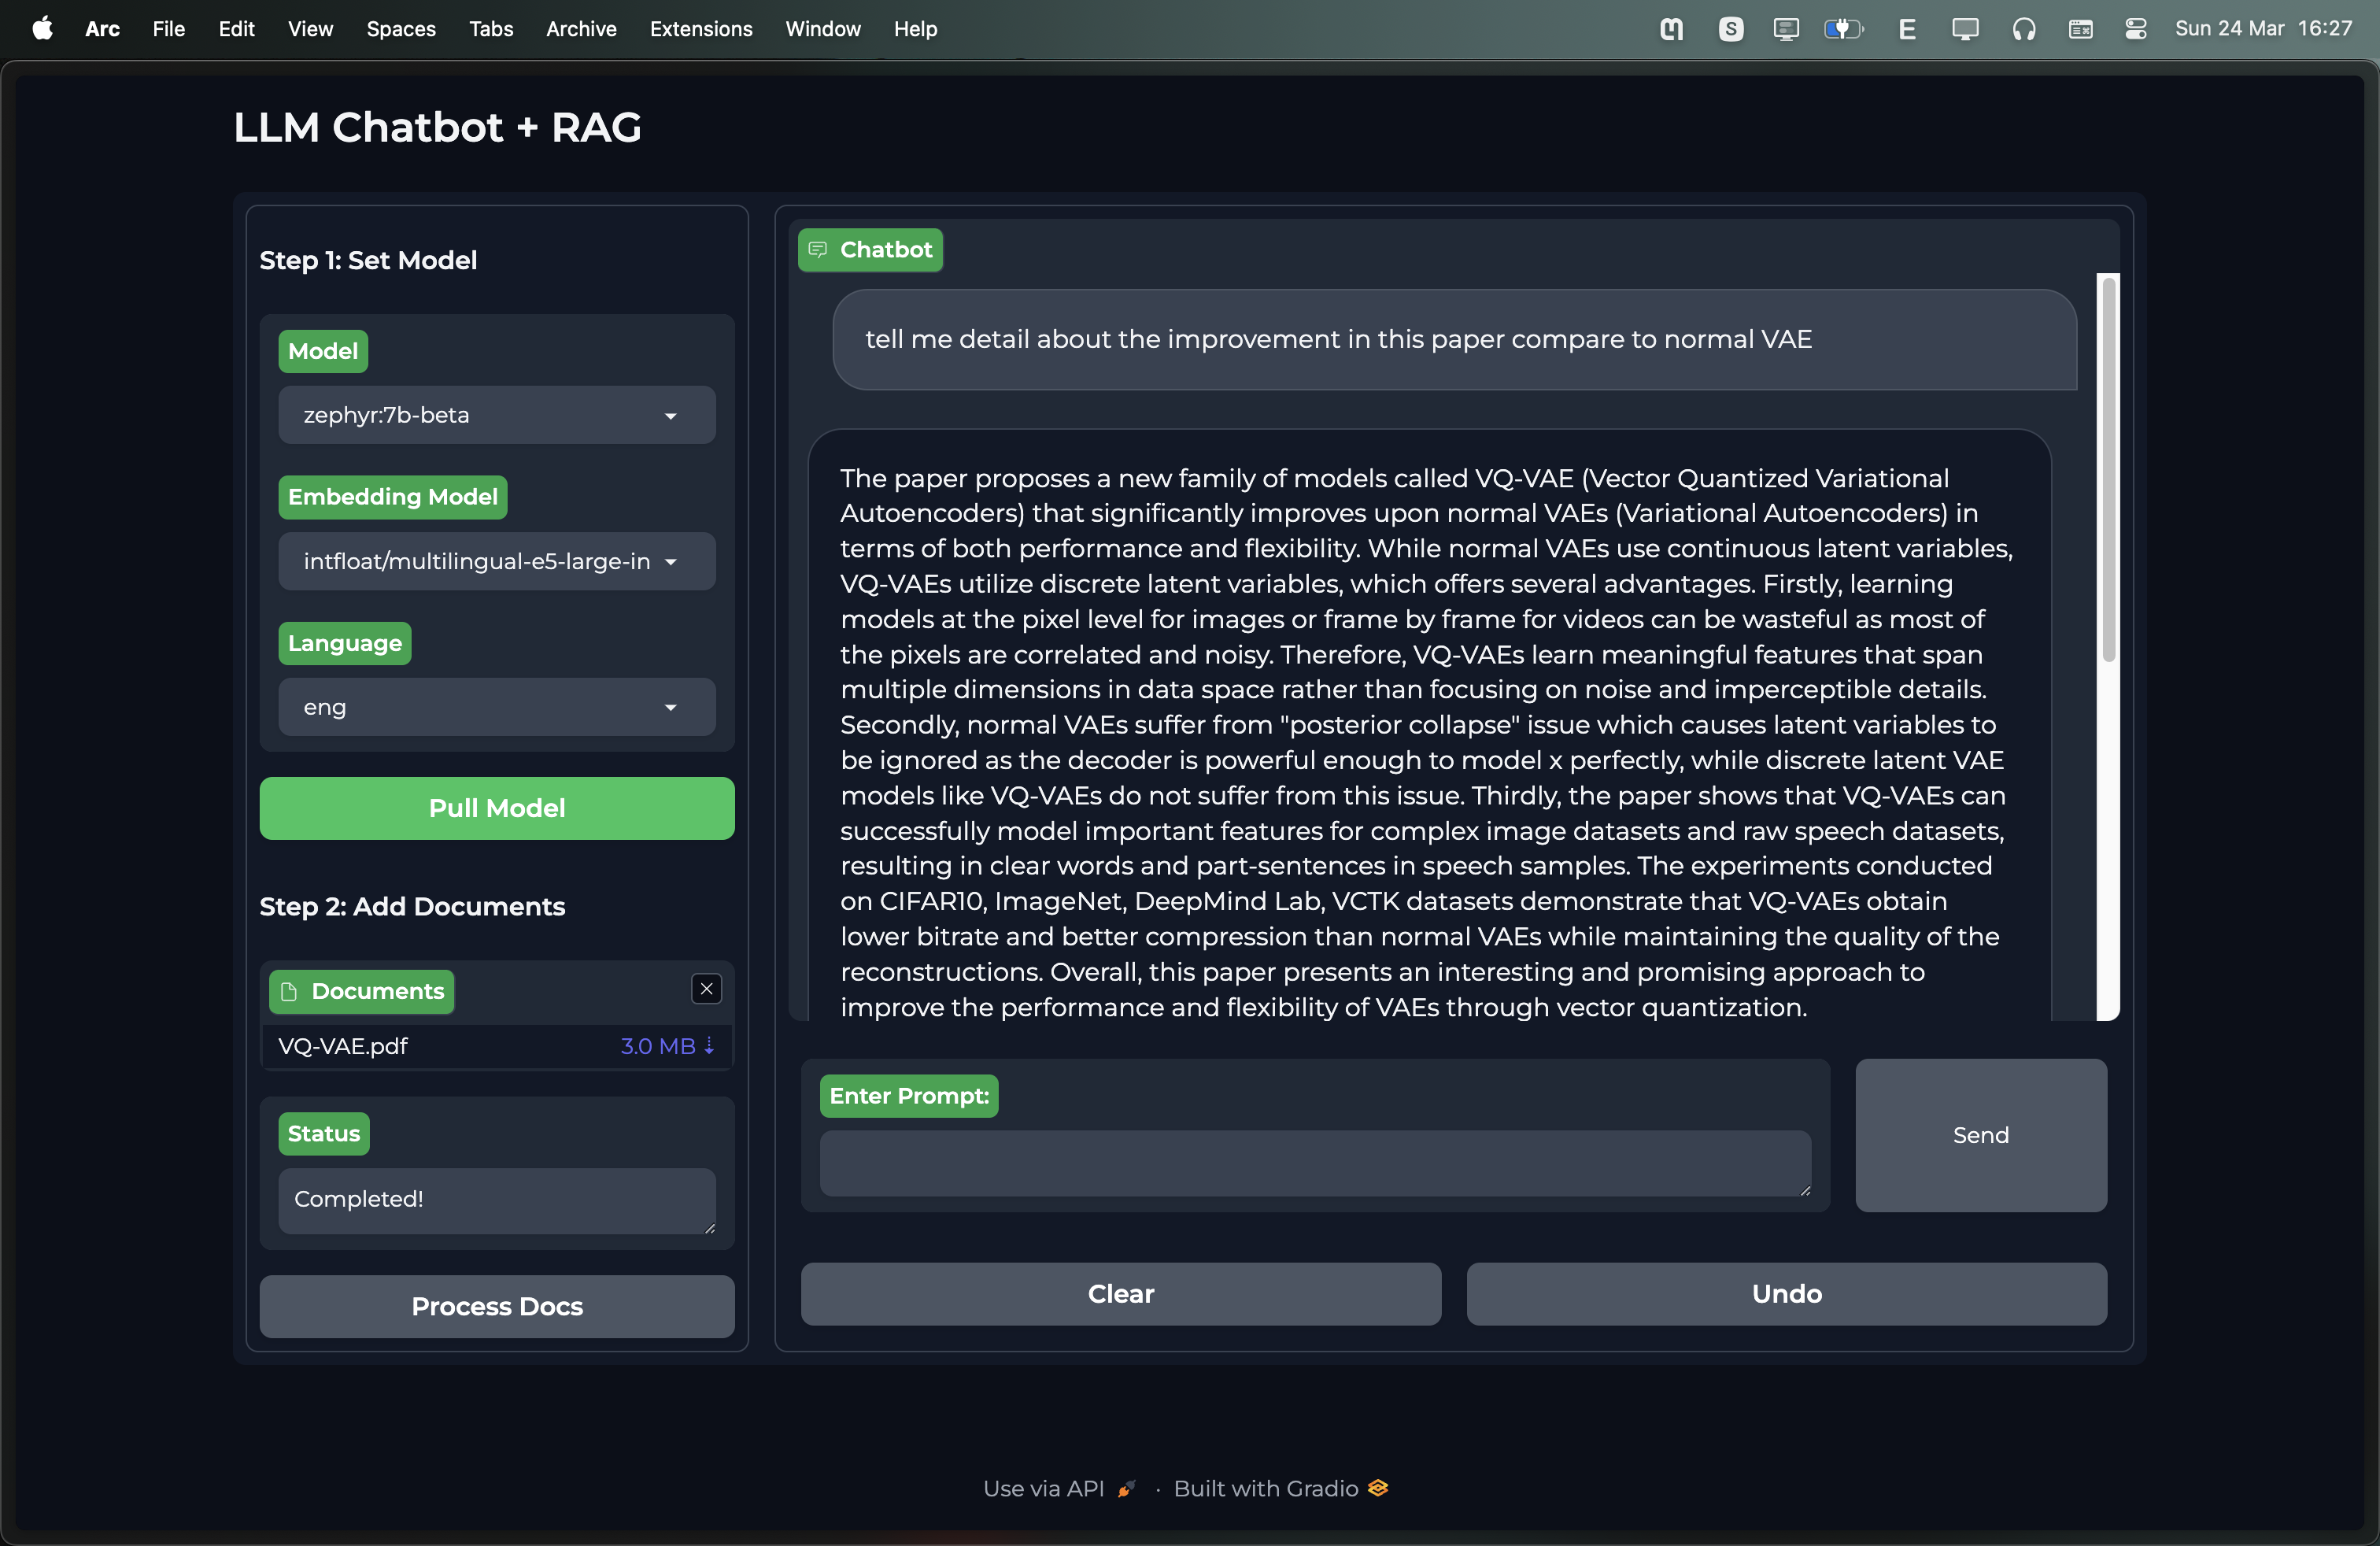 Arc File Edit View Spaces Tabs Archive Extensions Window Help
S E Sun 24 Mar 16:27
LLM Chatbot + RAG
Step 1: Set Model
Model
zephyr:7b-beta
Embedding Model
intfloat/multilingual-e5-large-in
Language
eng
Pull Model
Step 2: Add Documents
Documents
VQ-VAE.pdf 3.0 MB ⇣
Status
Completed!
Process Docs
Chatbot
tell me detail about the improvement in this paper compare to normal VAE
The paper proposes a new family of models called VQ-VAE (Vector Quantized Variational
Autoencoders) that significantly improves upon normal VAEs (Variational Autoencoders) in
terms of both performance and flexibility. While normal VAEs use continuous latent variables,
VQ-VAEs utilize discrete latent variables, which offers several advantages. Firstly, learning
models at the pixel level for images or frame by frame for videos can be wasteful as most of
the pixels are correlated and noisy. Therefore, VQ-VAEs learn meaningful features that span
multiple dimensions in data space rather than focusing on noise and imperceptible details.
Secondly, normal VAEs suffer from "posterior collapse" issue which causes latent variables to
be ignored as the decoder is powerful enough to model x perfectly, while discrete latent VAE
models like VQ-VAEs do not suffer from this issue. Thirdly, the paper shows that VQ-VAEs can
successfully model important features for complex image datasets and raw speech datasets,
resulting in clear words and part-sentences in speech samples. The experiments conducted
on CIFAR10, ImageNet, DeepMind Lab, VCTK datasets demonstrate that VQ-VAEs obtain
lower bitrate and better compression than normal VAEs while maintaining the quality of the
reconstructions. Overall, this paper presents an interesting and promising approach to
improve the performance and flexibility of VAEs through vector quantization.
Enter Prompt:
Send
Clear
Undo
Use via API · Built with Gradio